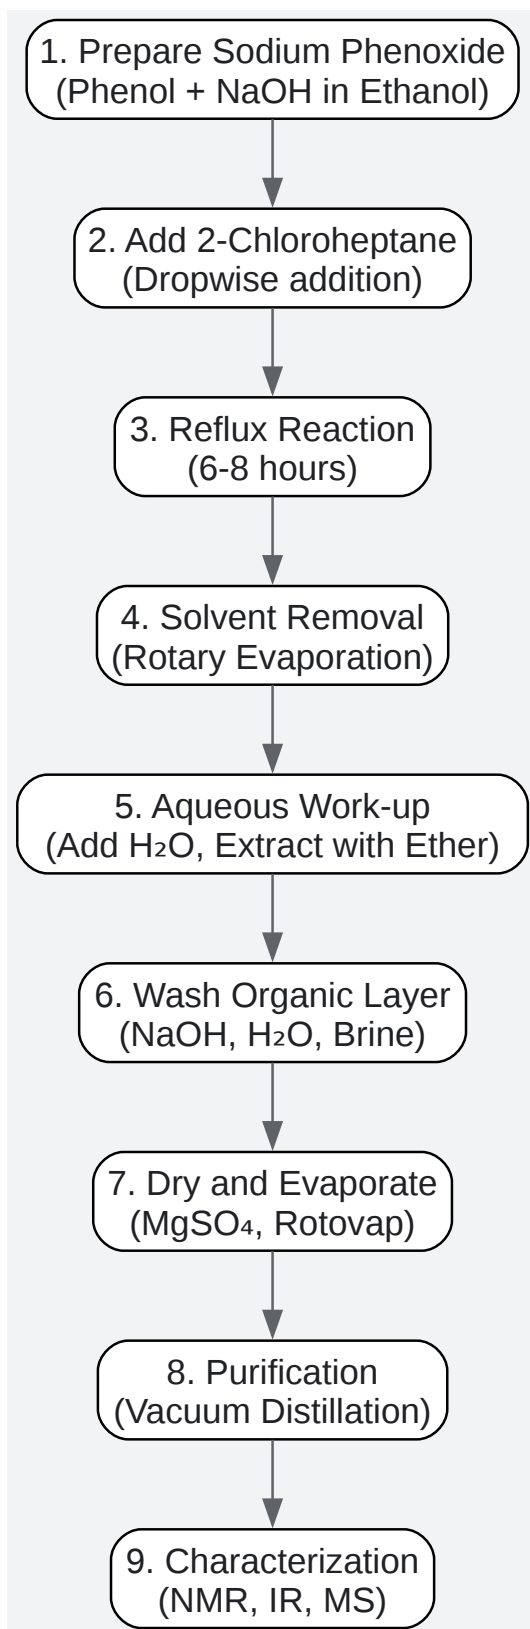 1. Prepare Sodium Phenoxide
(Phenol + NaOH in Ethanol)
2. Add 2-Chloroheptane
(Dropwise addition)
3. Reflux Reaction
(6-8 hours)
4. Solvent Removal
(Rotary Evaporation)
5. Aqueous Work-up
(Add H₂O, Extract with Ether)
6. Wash Organic Layer
(NaOH, H₂O, Brine)
7. Dry and Evaporate
(MgSO₄, Rotovap)
8. Purification
(Vacuum Distillation)
9. Characterization
(NMR, IR, MS)